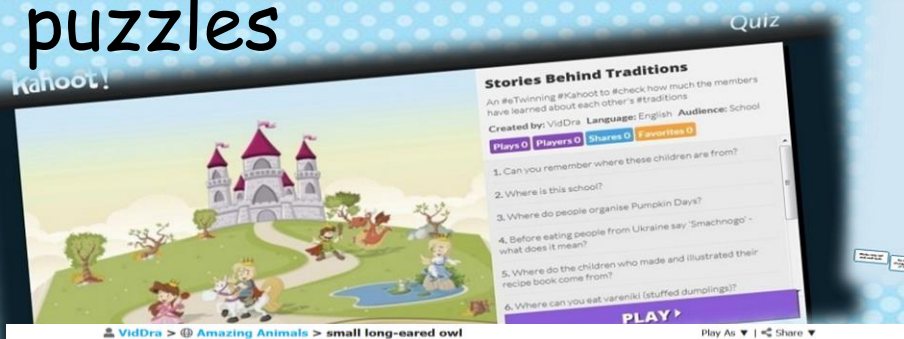 puzzles
Kahoot!
Quiz
Stories Behind Traditions
An #eTwinning #Kahoot to #check how much the members
have learned about each other's #traditions
Created by: VidDra Language: English Audience: School
Plays 0 Players 0 Shares 0 Favorites 0
1. Can you remember where these children are from?
2. Where is this school?
3. Where do people organise Pumpkin Days?
4. Before eating people from Ukraine say 'Smachnogo' -
what does it mean?
5. Where do the children who made and illustrated their
recipe book come from?
6. Where can you eat vareniki (stuffed dumplings)?
PLAY
VidDra > Amazing Animals > small long-eared owl
Play As ▼ | Share ▼